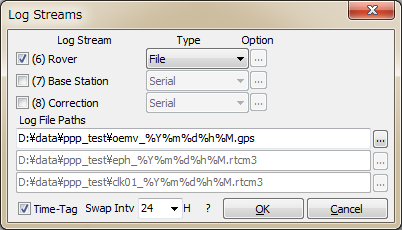 Log Streams
Log Stream Type Option
(6) Rover File ...
(7) Base Station Serial ...
(8) Correction Serial ...
Log File Paths
D:¥data¥ppp_test¥oemv_%Y%m%d%h%M.gps ...
D:¥data¥ppp_test¥eph_%Y%m%d%h%M.rtcm3
D:¥data¥ppp_test¥clk01_%Y%m%d%h%M.rtcm3 ...
Time-Tag Swap Intv 24 H ? OK Cancel